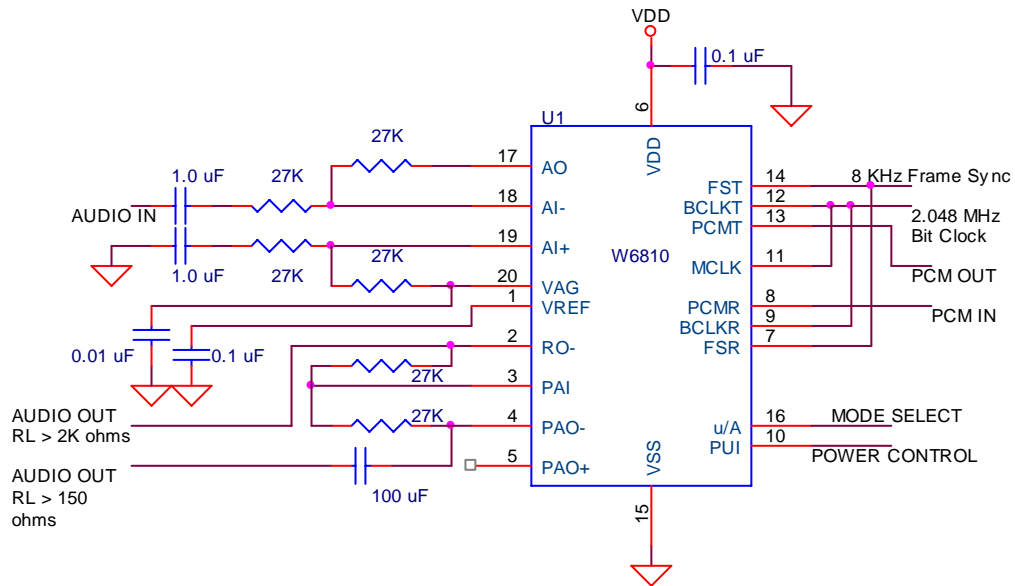 VDD
0.1 uF
6
U1
VDD
27K
17
AO
1.0 uF
27K
18
AI-
AUDIO IN
19
AI+
1.0 uF
27K
27K
20
VAG
1
VREF
0.01 uF
0.1 uF
2
RO-
27K
3
PAI
27K
4
PAO-
AUDIO OUT
RL > 2K ohms
5
PAO+
AUDIO OUT
RL > 150
ohms
100 uF
W6810
FST
14
8 KHz Frame Sync
BCLKT
12
PCMT
13
2.048 MHz
Bit Clock
MCLK
11
PCM OUT
PCMR
8
PCM IN
BCLKR
9
FSR
7
u/A
16
MODE SELECT
PUI
10
POWER CONTROL
VSS
15